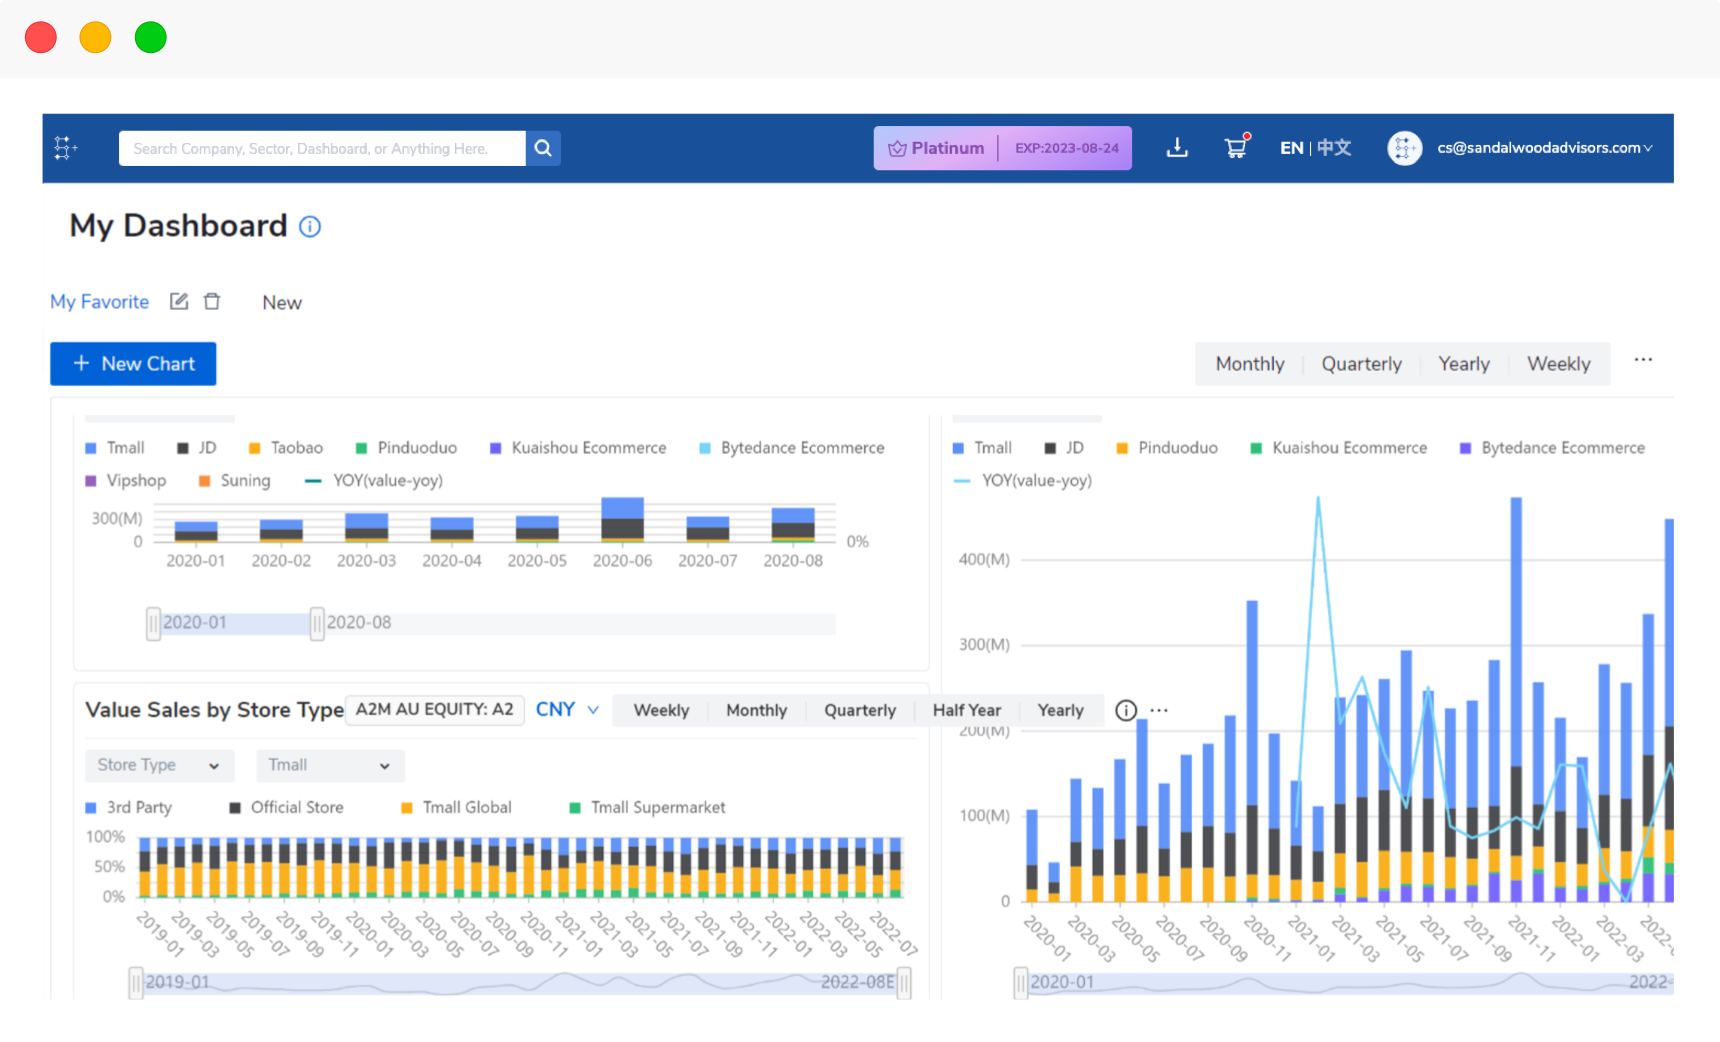 Search Company, Sector, Dashboard, or Anything Here.
Platinum EXP:2023-08-24
EN | 中文
cs@sandalwoodadvisors.com
My Dashboard
My Favorite New
+ New Chart
Monthly Quarterly Yearly Weekly
Tmall JD Taobao Pinduoduo Kuaishou Ecommerce Bytedance Ecommerce
Vipshop Suning YOY(value-yoy)
300(M)
0 0%
2020-01 2020-02 2020-03 2020-04 2020-05 2020-06 2020-07 2020-08
2020-01 2020-08
Value Sales by Store Type A2M AU EQUITY: A2 CNY Weekly Monthly Quarterly Half Year Yearly
Store Type Tmall
3rd Party Official Store Tmall Global Tmall Supermarket
100%
50%
0%
2019-01 2019-03 2019-05 2019-07 2019-09 2019-11 2020-01 2020-03 2020-05 2020-07 2020-09 2020-11 2021-01 2021-03 2021-05 2021-07 2021-09 2021-11 2022-01 2022-03 2022-05 2022-07
2019-01 2022-08E
Tmall JD Pinduoduo Kuaishou Ecommerce Bytedance Ecommerce
YOY(value-yoy)
400(M)
300(M)
200(M)
100(M)
0
2020-01 2020-03 2020-05 2020-07 2020-09 2020-11 2021-01 2021-03 2021-05 2021-07 2021-09 2021-11 2022-01 2022-03 2022-
2020-01 2022-